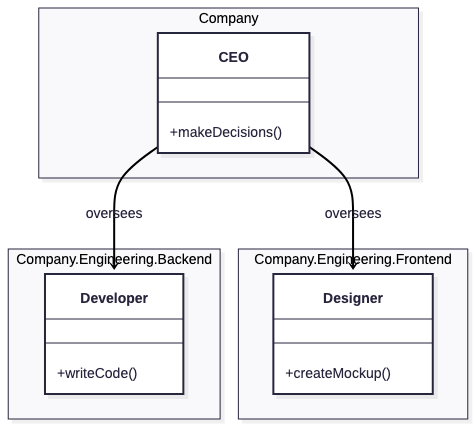 Company
CEO
+makeDecisions()
oversees
oversees
Company.Engineering.Backend
Company.Engineering.Frontend
Developer
Designer
+writeCode()
+createMockup()